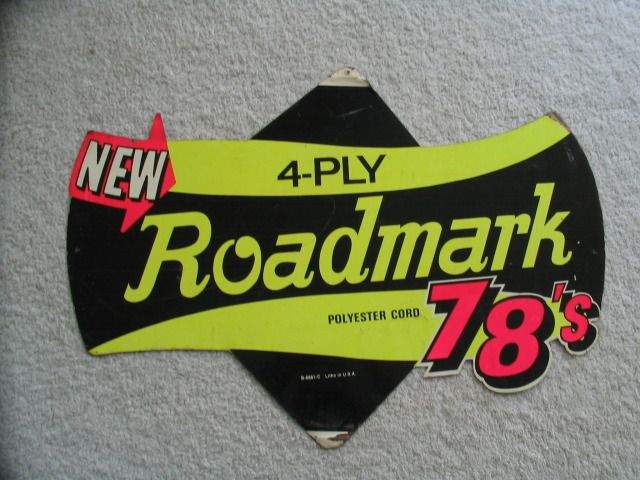 NEW
4-PLY
Roadmark
POLYESTER CORD
78's
U.S.A.